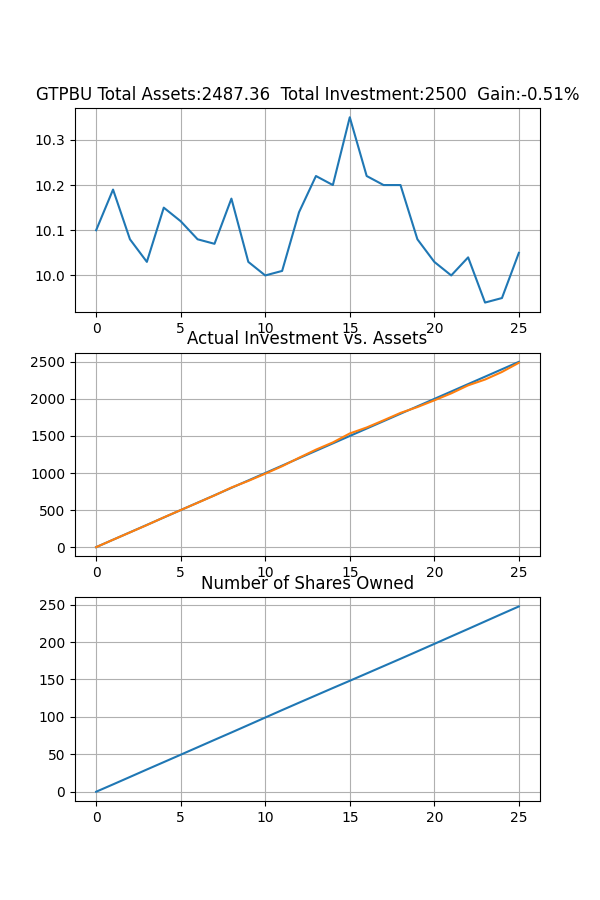 GTPBU Total Assets:2487.36  Total Investment:2500  Gain:-0.51%
10.3
10.2
10.1
10.0
0 5 10 15 20 25
Actual Investment vs. Assets
2500
2000
1500
1000
500
0
0 5 10 15 20 25
Number of Shares Owned
250
200
150
100
50
0
0 5 10 15 20 25